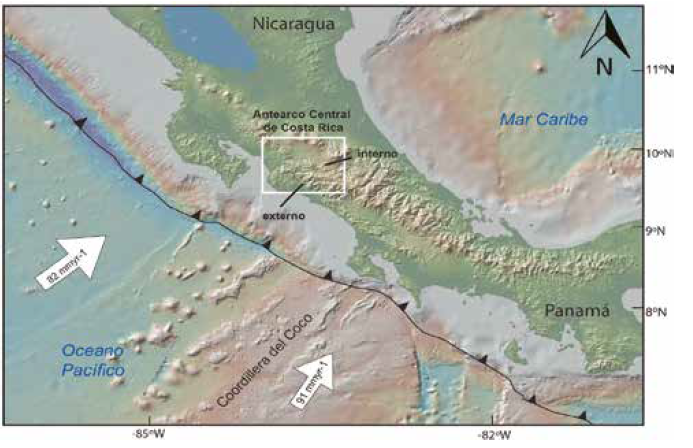 Nicaragua
N
11ºN
Antearco Central
de Costa Rica
Mar Caribe
interno
10ºN
externo
9ºN
82 mmyr-1
8ºN
Panamá
Oceano
Pacífico
Coordillera del Coco
91 mmyr-1
-85ºW
-82ºW